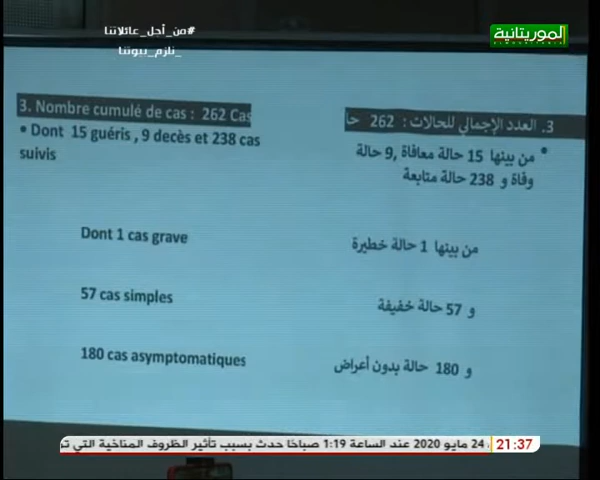 #من_أجل_عائلاتنا
_نلزم_بيوتنا
الموريتانية
3. Nombre cumulé de cas : 262 Cas
• Dont 15 guéris , 9 decès et 238 cas
suivis
Dont 1 cas grave
57 cas simples
180 cas asymptomatiques
3. العدد الإجمالي للحالات : 262 حا
• من بينها 15 حالة معافاة ,9 حالة
وفاة و 238 حالة متابعة
من بينها 1 حالة خطيرة
و 57 حالة خفيفة
و 180 حالة بدون أعراض
24 مايو 2020 عند الساعة 1:19 صباحا حدث بسبب تأثير الظروف المناخية التي
21:37